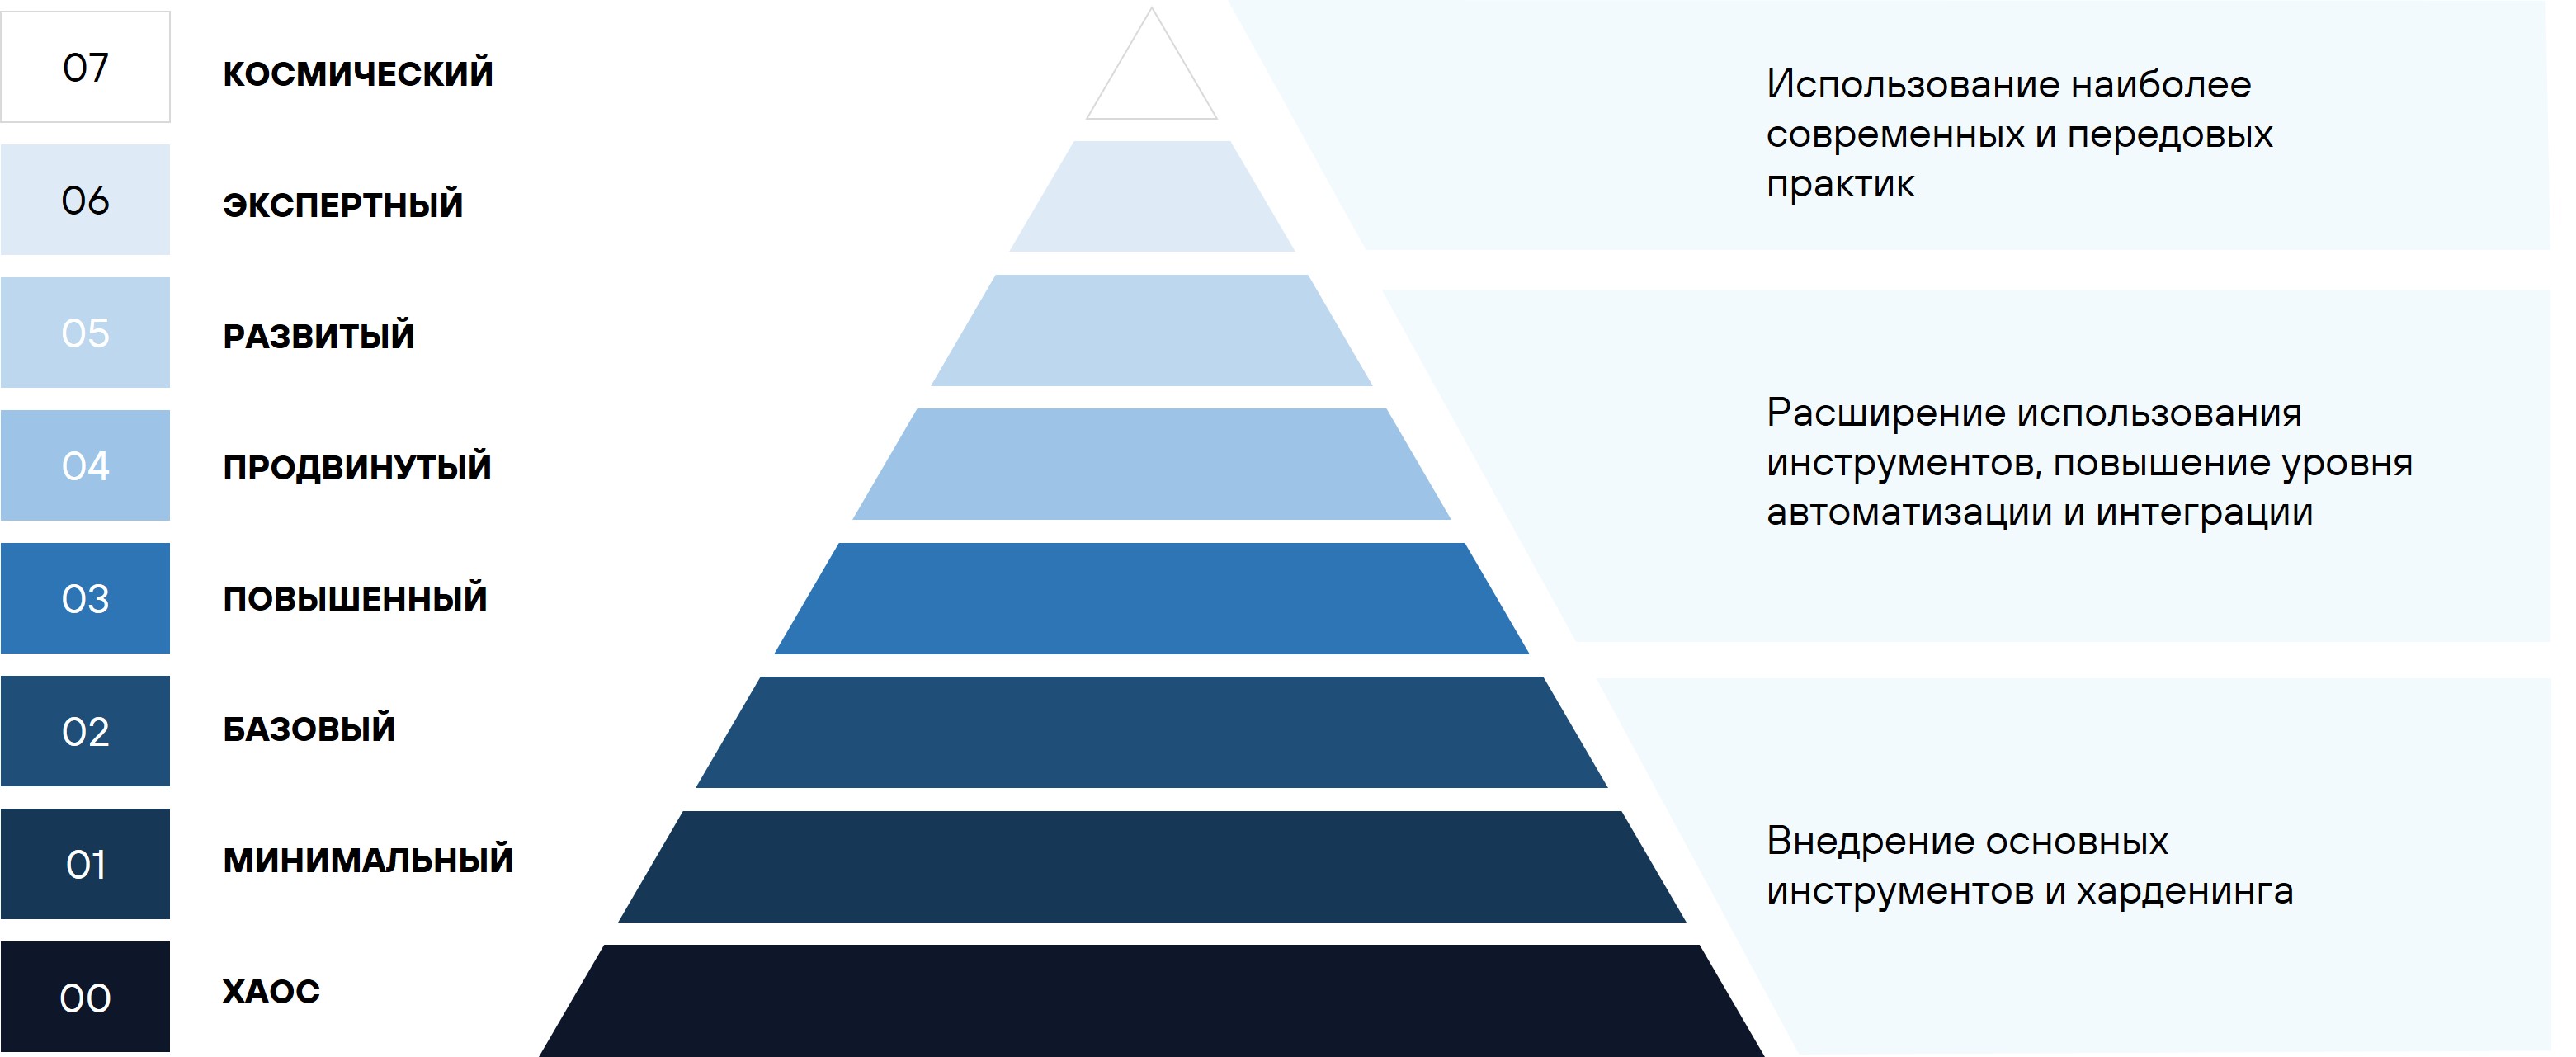 07
КОСМИЧЕСКИЙ
Использование наиболее
современных и передовых
практик
06
ЭКСПЕРТНЫЙ
05
РАЗВИТЫЙ
04
ПРОДВИНУТЫЙ
Расширение использования
инструментов, повышение уровня
автоматизации и интеграции
03
ПОВЫШЕННЫЙ
02
БАЗОВЫЙ
01
МИНИМАЛЬНЫЙ
Внедрение основных
инструментов и харденинга
00
ХАОС